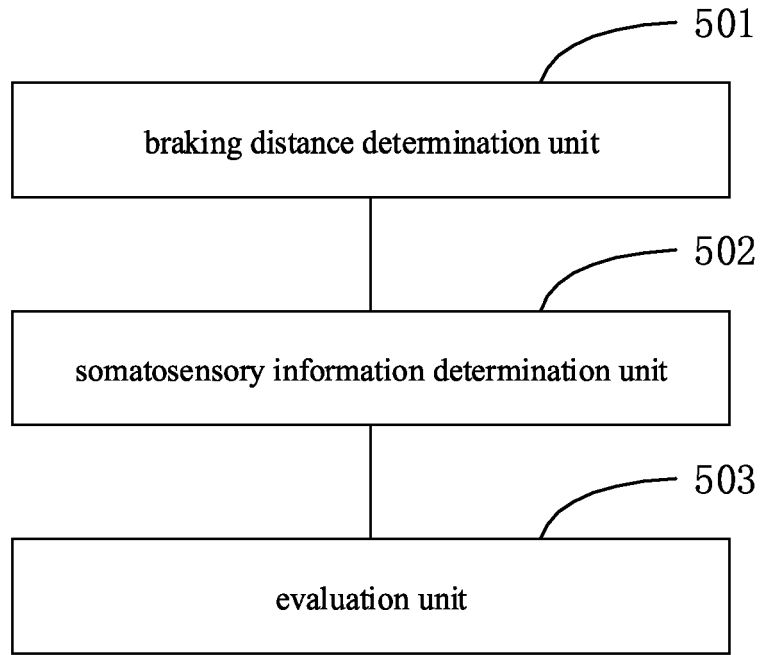 501
braking distance determination unit
502
somatosensory information determination unit
503
evaluation unit